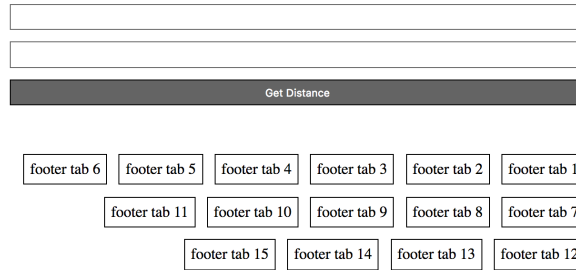 Get Distance
footer tab 6 footer tab 5 footer tab 4 footer tab 3 footer tab 2 footer tab 1
footer tab 11 footer tab 10 footer tab 9 footer tab 8 footer tab 7
footer tab 15 footer tab 14 footer tab 13 footer tab 12